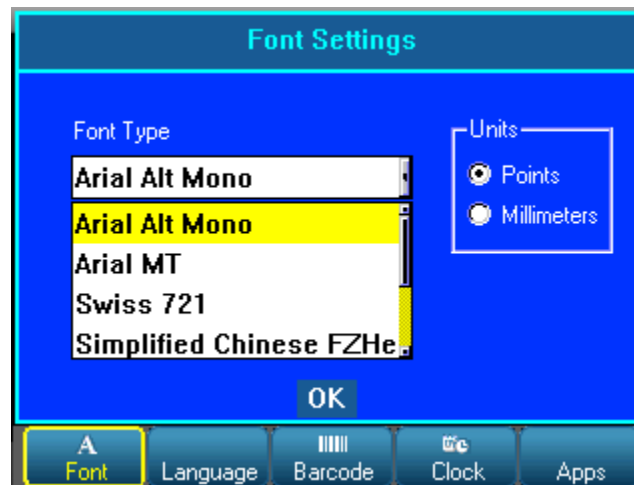 Font Settings
Font Type
Arial Alt Mono
Arial Alt Mono
Arial MT
Swiss 721
Simplified Chinese FZHe
Units
Points
Millimeters
OK
A
Font
Language
Barcode
Clock
Apps